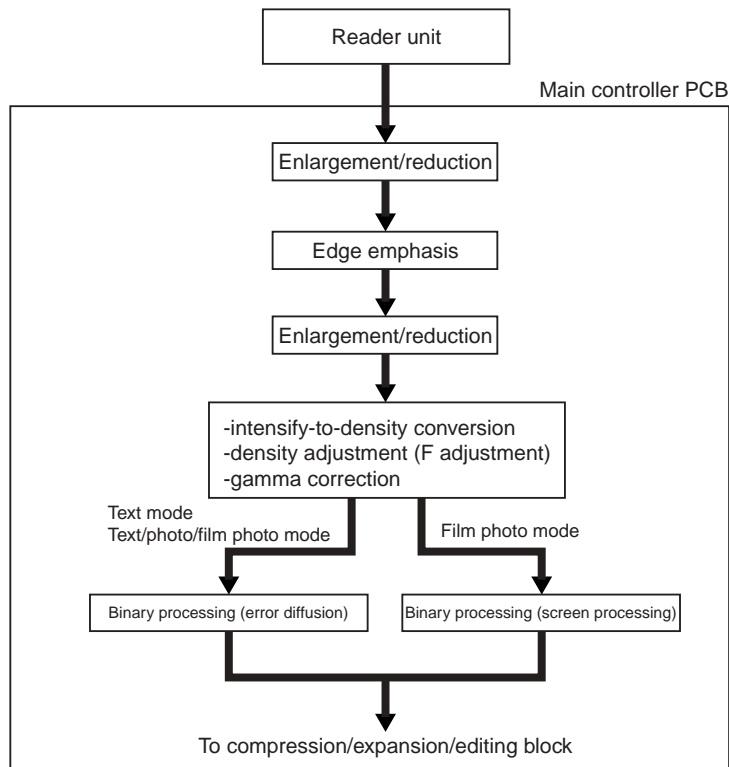 Reader unit
Main controller PCB
Enlargement/reduction
Edge emphasis
Enlargement/reduction
-intensify-to-density conversion
-density adjustment (F adjustment)
-gamma correction
Text mode
Text/photo/film photo mode
Film photo mode
Binary processing (error diffusion)
Binary processing (screen processing)
To compression/expansion/editing block